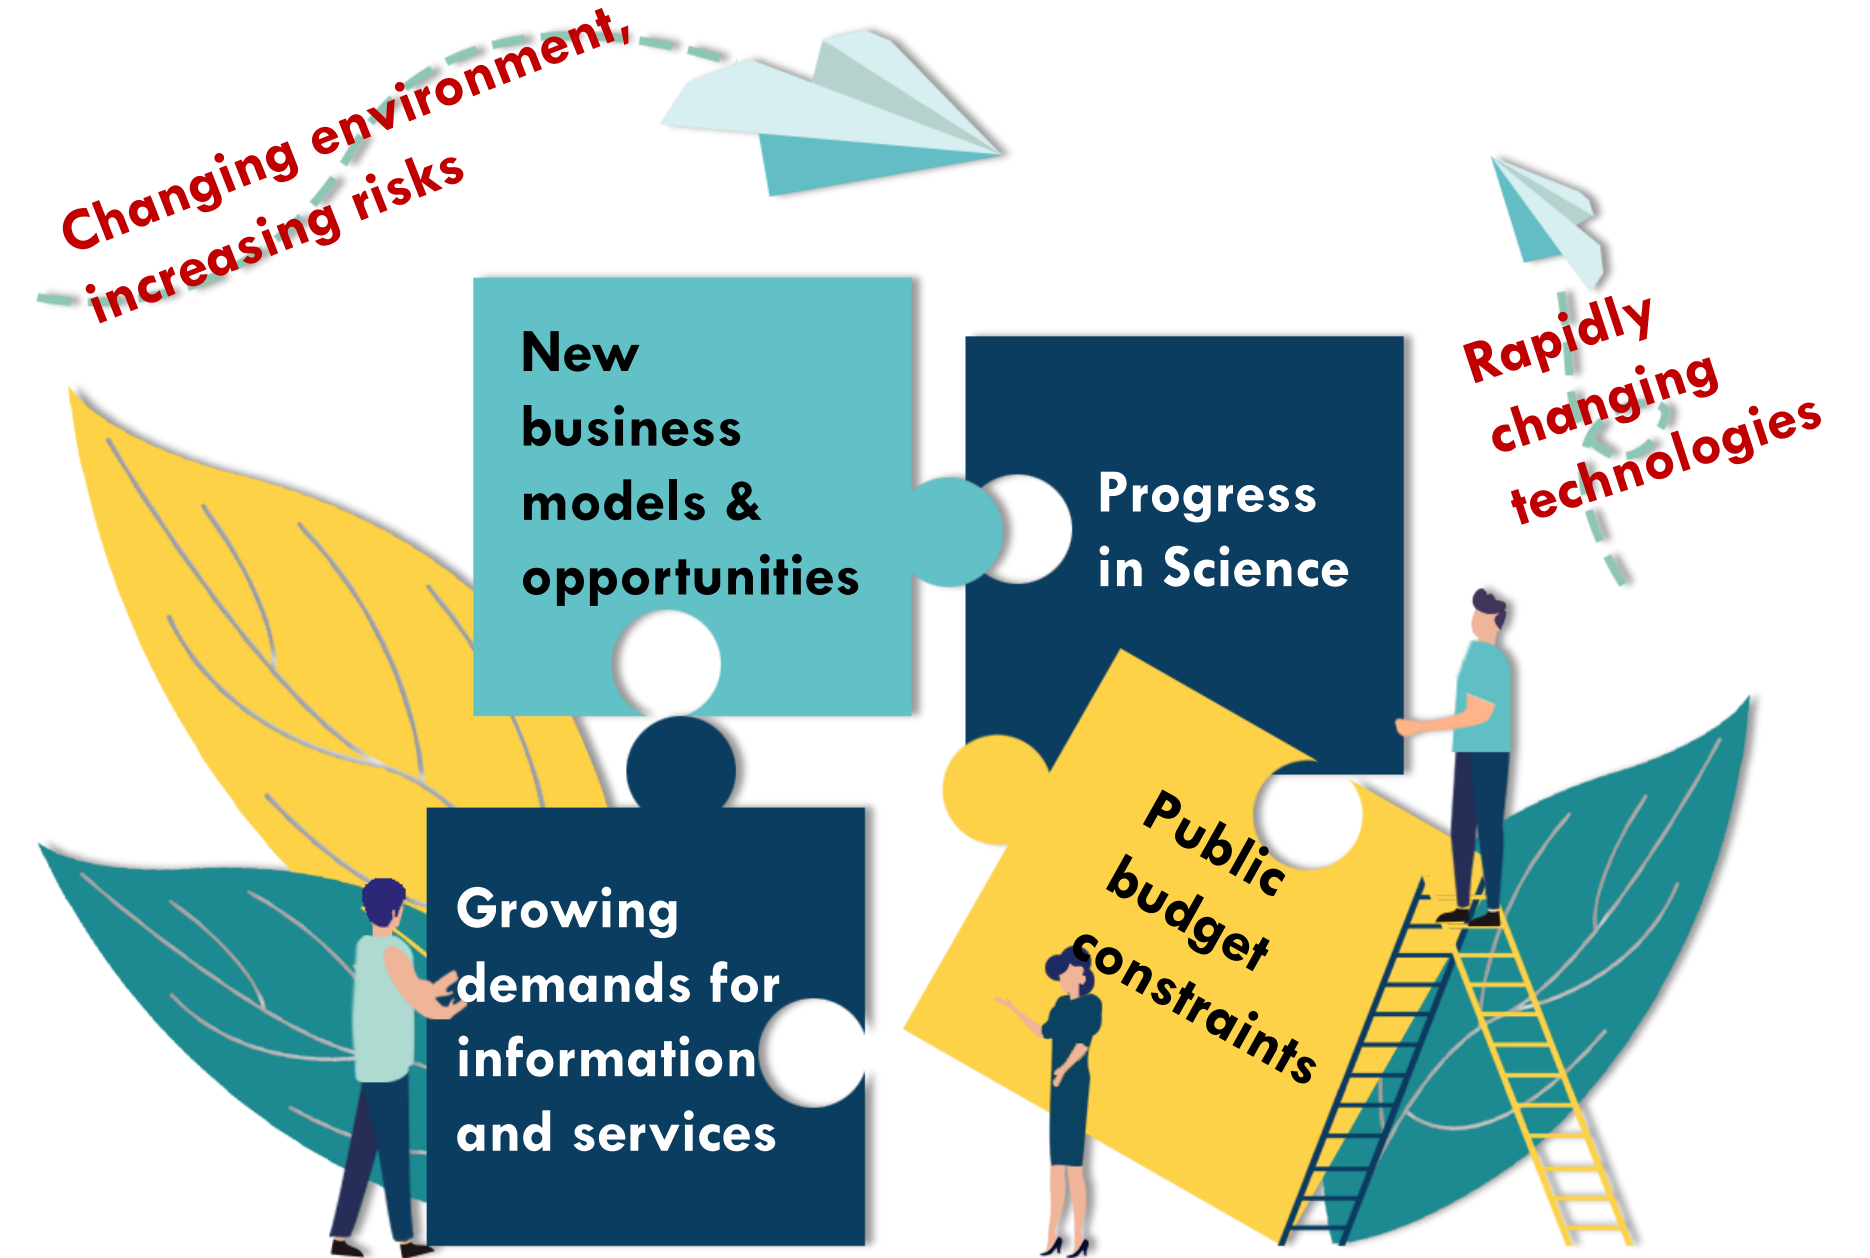 Changing environment,
increasing risks
Rapidly
changing
technologies
New
business
models &
opportunities
Progress
in Science
Growing
demands for
information
and services
Public
budget
constraints